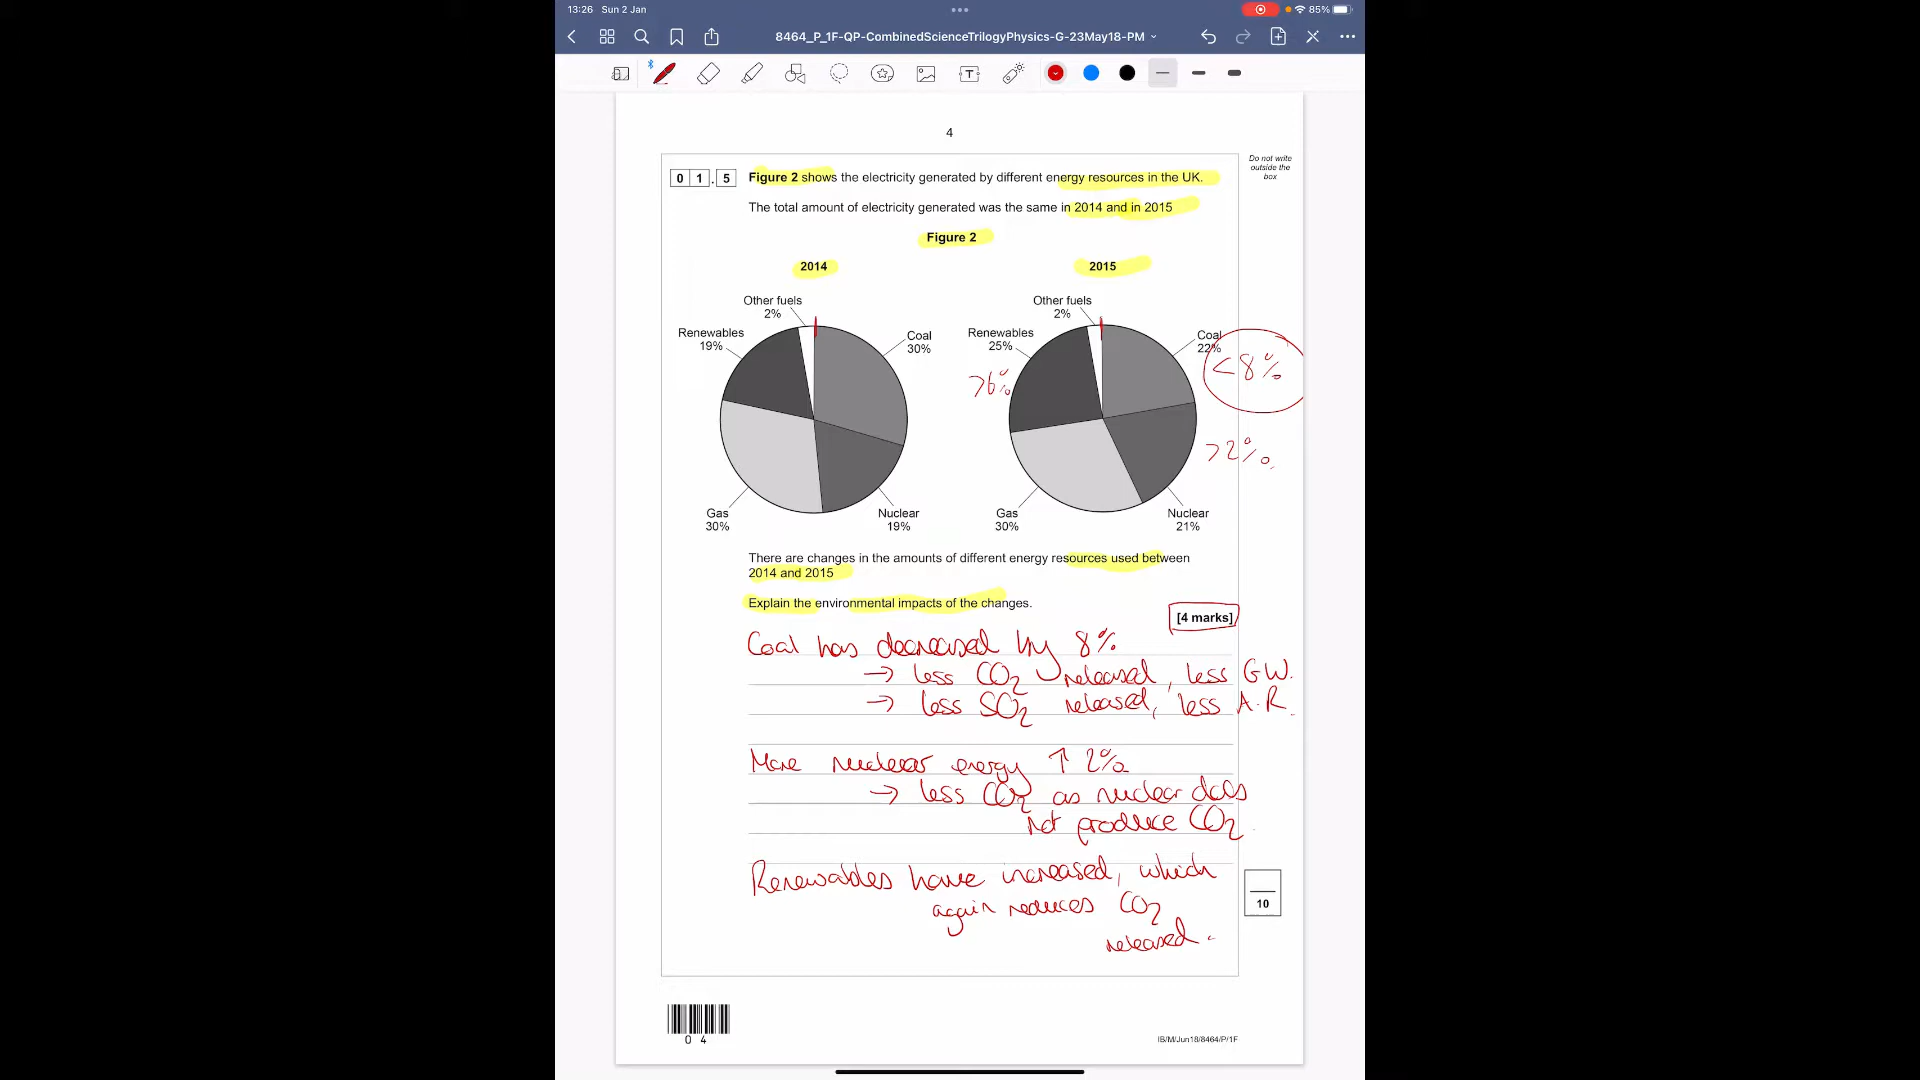 13:26 Sun 2 Jan
85%
8464_P_1F-QP-CombinedScienceTrilogyPhysics-G-23May18-PM
T
4
Do not write
outside the
box
0 1 . 5 Figure 2 shows the electricity generated by different energy resources in the UK.
The total amount of electricity generated was the same in 2014 and in 2015
Figure 2
2014 2015
Other fuels
2%
Renewables
19%
Coal
30%
Gas
30%
Nuclear
19%
Other fuels
2%
Renewables
25%
Coal
22%
Gas
30%
Nuclear
21%
>6%
<8%
>2%.
There are changes in the amounts of different energy resources used between
2014 and 2015
Explain the environmental impacts of the changes.
[4 marks]
Coal has decreased by 8%
→ less CO2 released, less GW.
→ less SO2 released, less A.R.
More nuclear energy ↑ 2%
→ less CO2 as nuclear does
not produce CO2.
Renewables have increased, which
again reduces CO2
released.
10
0 4
IB/M/Jun18/8464/P/1F